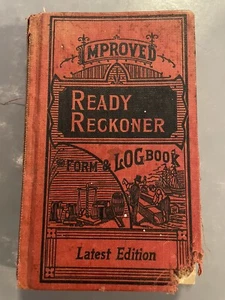 IMPROVED
READY
RECKONER
FORM & LOG BOOK
Latest Edition